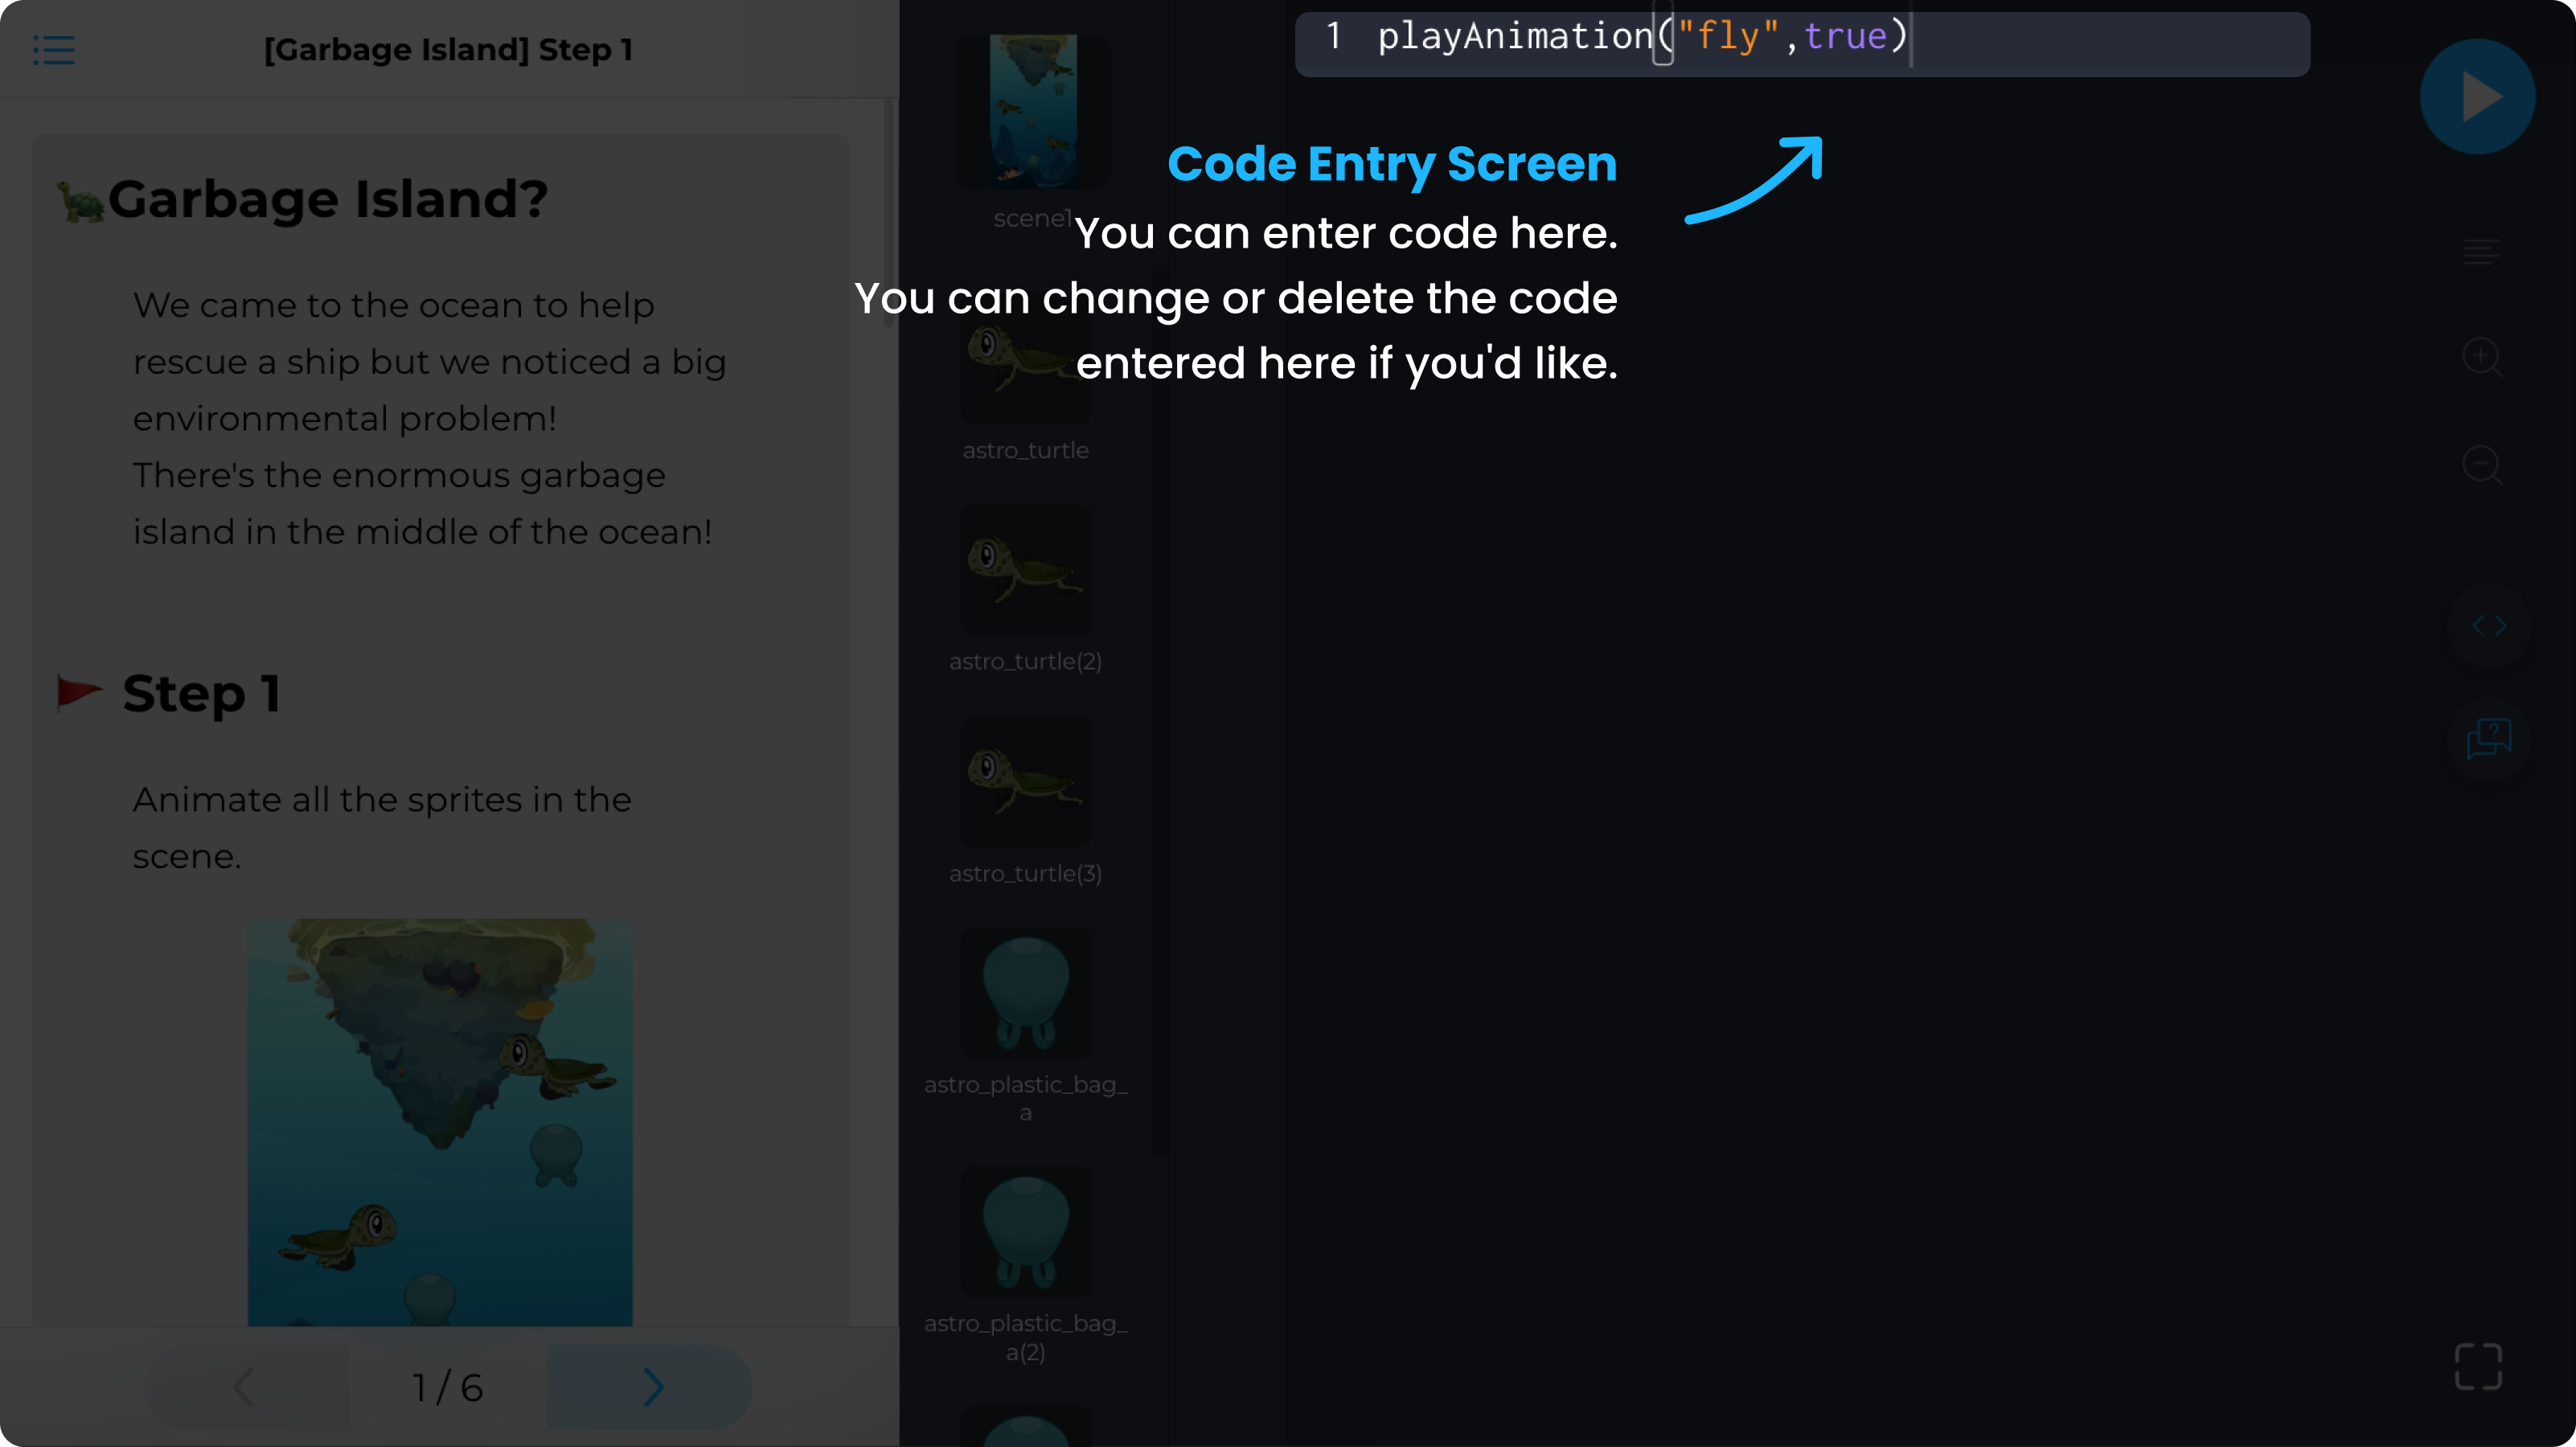 [Garbage Island] Step 1
Garbage Island?
We came to the ocean to help
rescue a ship but we noticed a big
environmental problem!
There's the enormous garbage
island in the middle of the ocean!
Step 1
Animate all the sprites in the
scene.
1 / 6
scene1
astro_turtle
astro_turtle(2)
astro_turtle(3)
astro_plastic_bag_
a
astro_plastic_bag_
a(2)
1 playAnimation("fly",true)
Code Entry Screen
You can enter code here.
You can change or delete the code
entered here if you'd like.